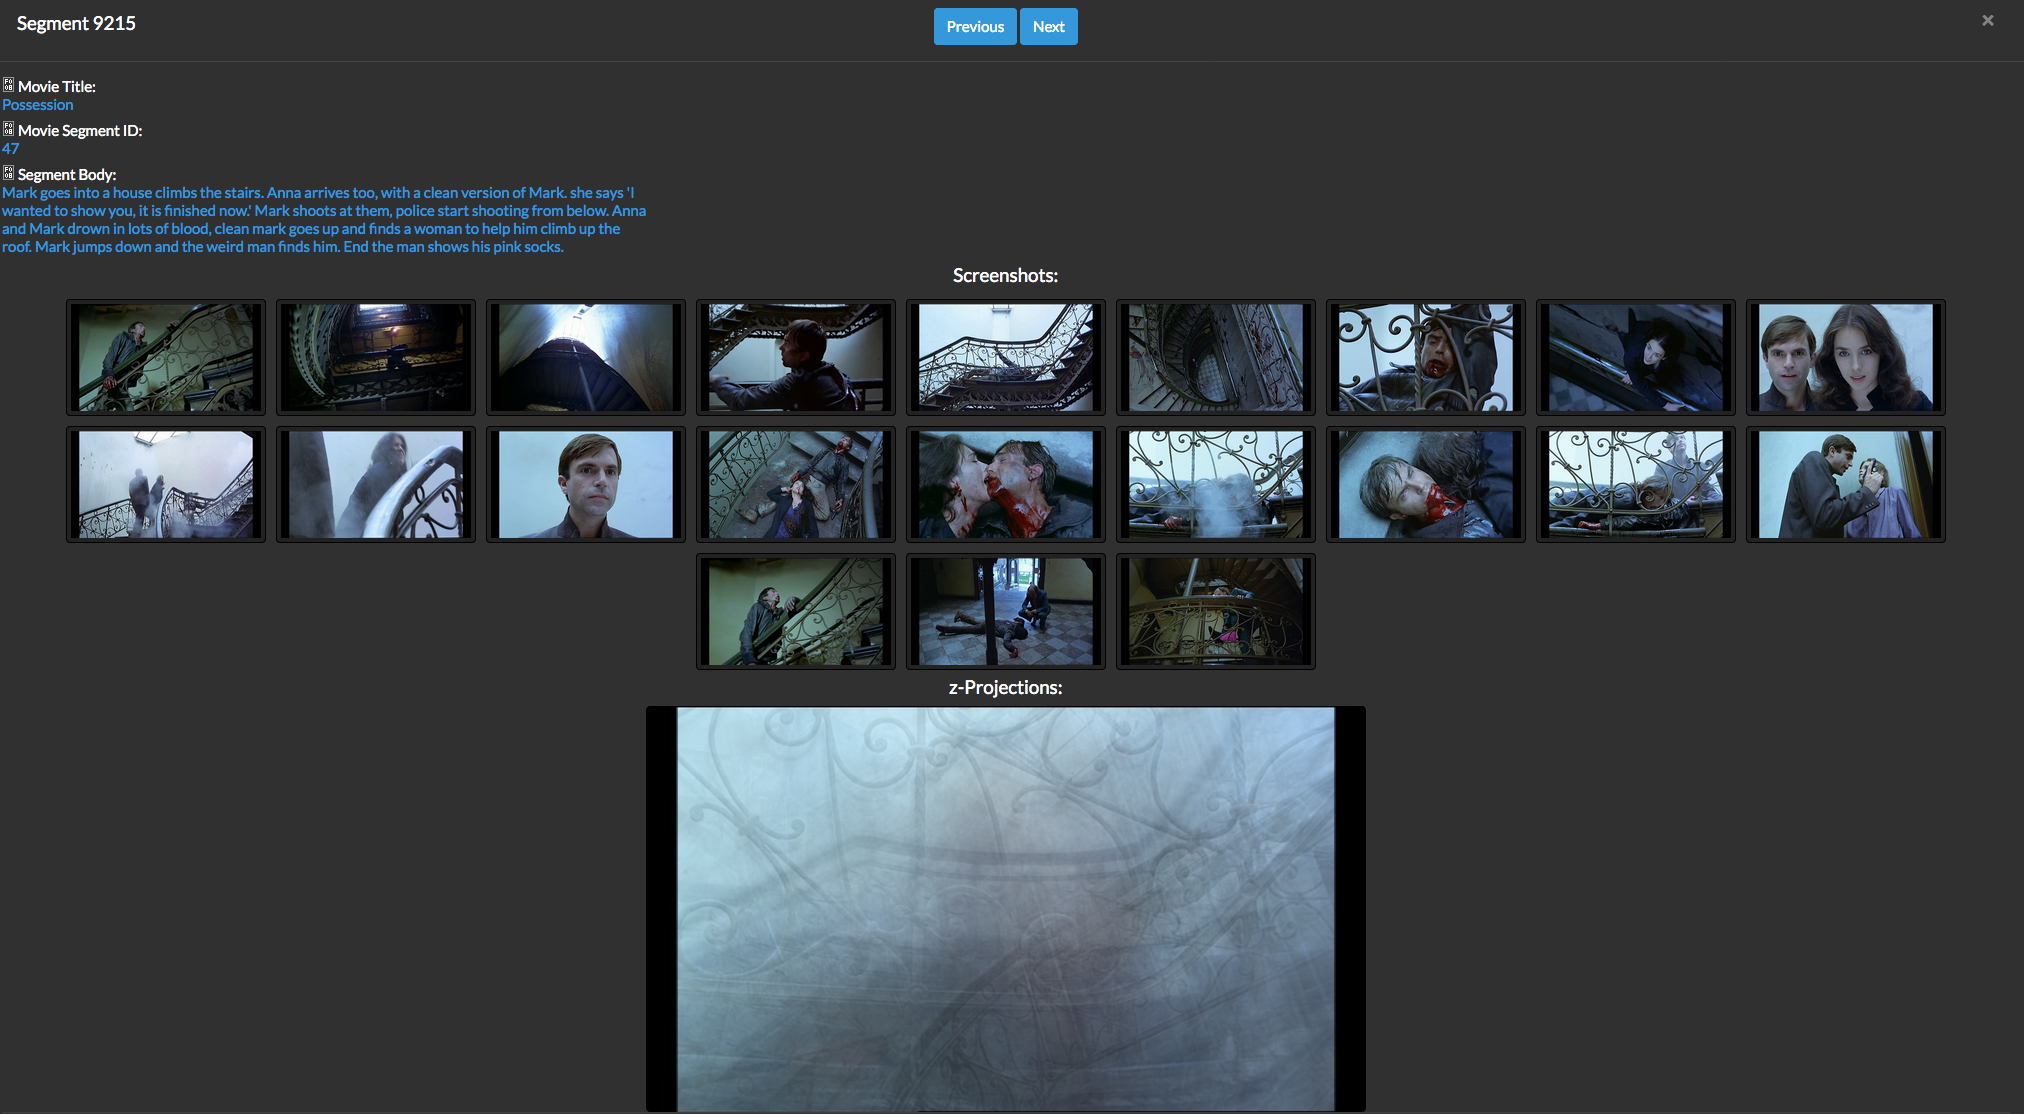 Segment 9215
Previous
Next
×
Movie Title:
Possession
Movie Segment ID:
47
Segment Body:
Mark goes into a house climbs the stairs. Anna arrives too, with a clean version of Mark. she says 'I
wanted to show you, it is finished now.' Mark shoots at them, police start shooting from below. Anna
and Mark drown in lots of blood, clean mark goes up and finds a woman to help him climb up the
roof. Mark jumps down and the weird man finds him. End the man shows his pink socks.
Screenshots:
z-Projections: